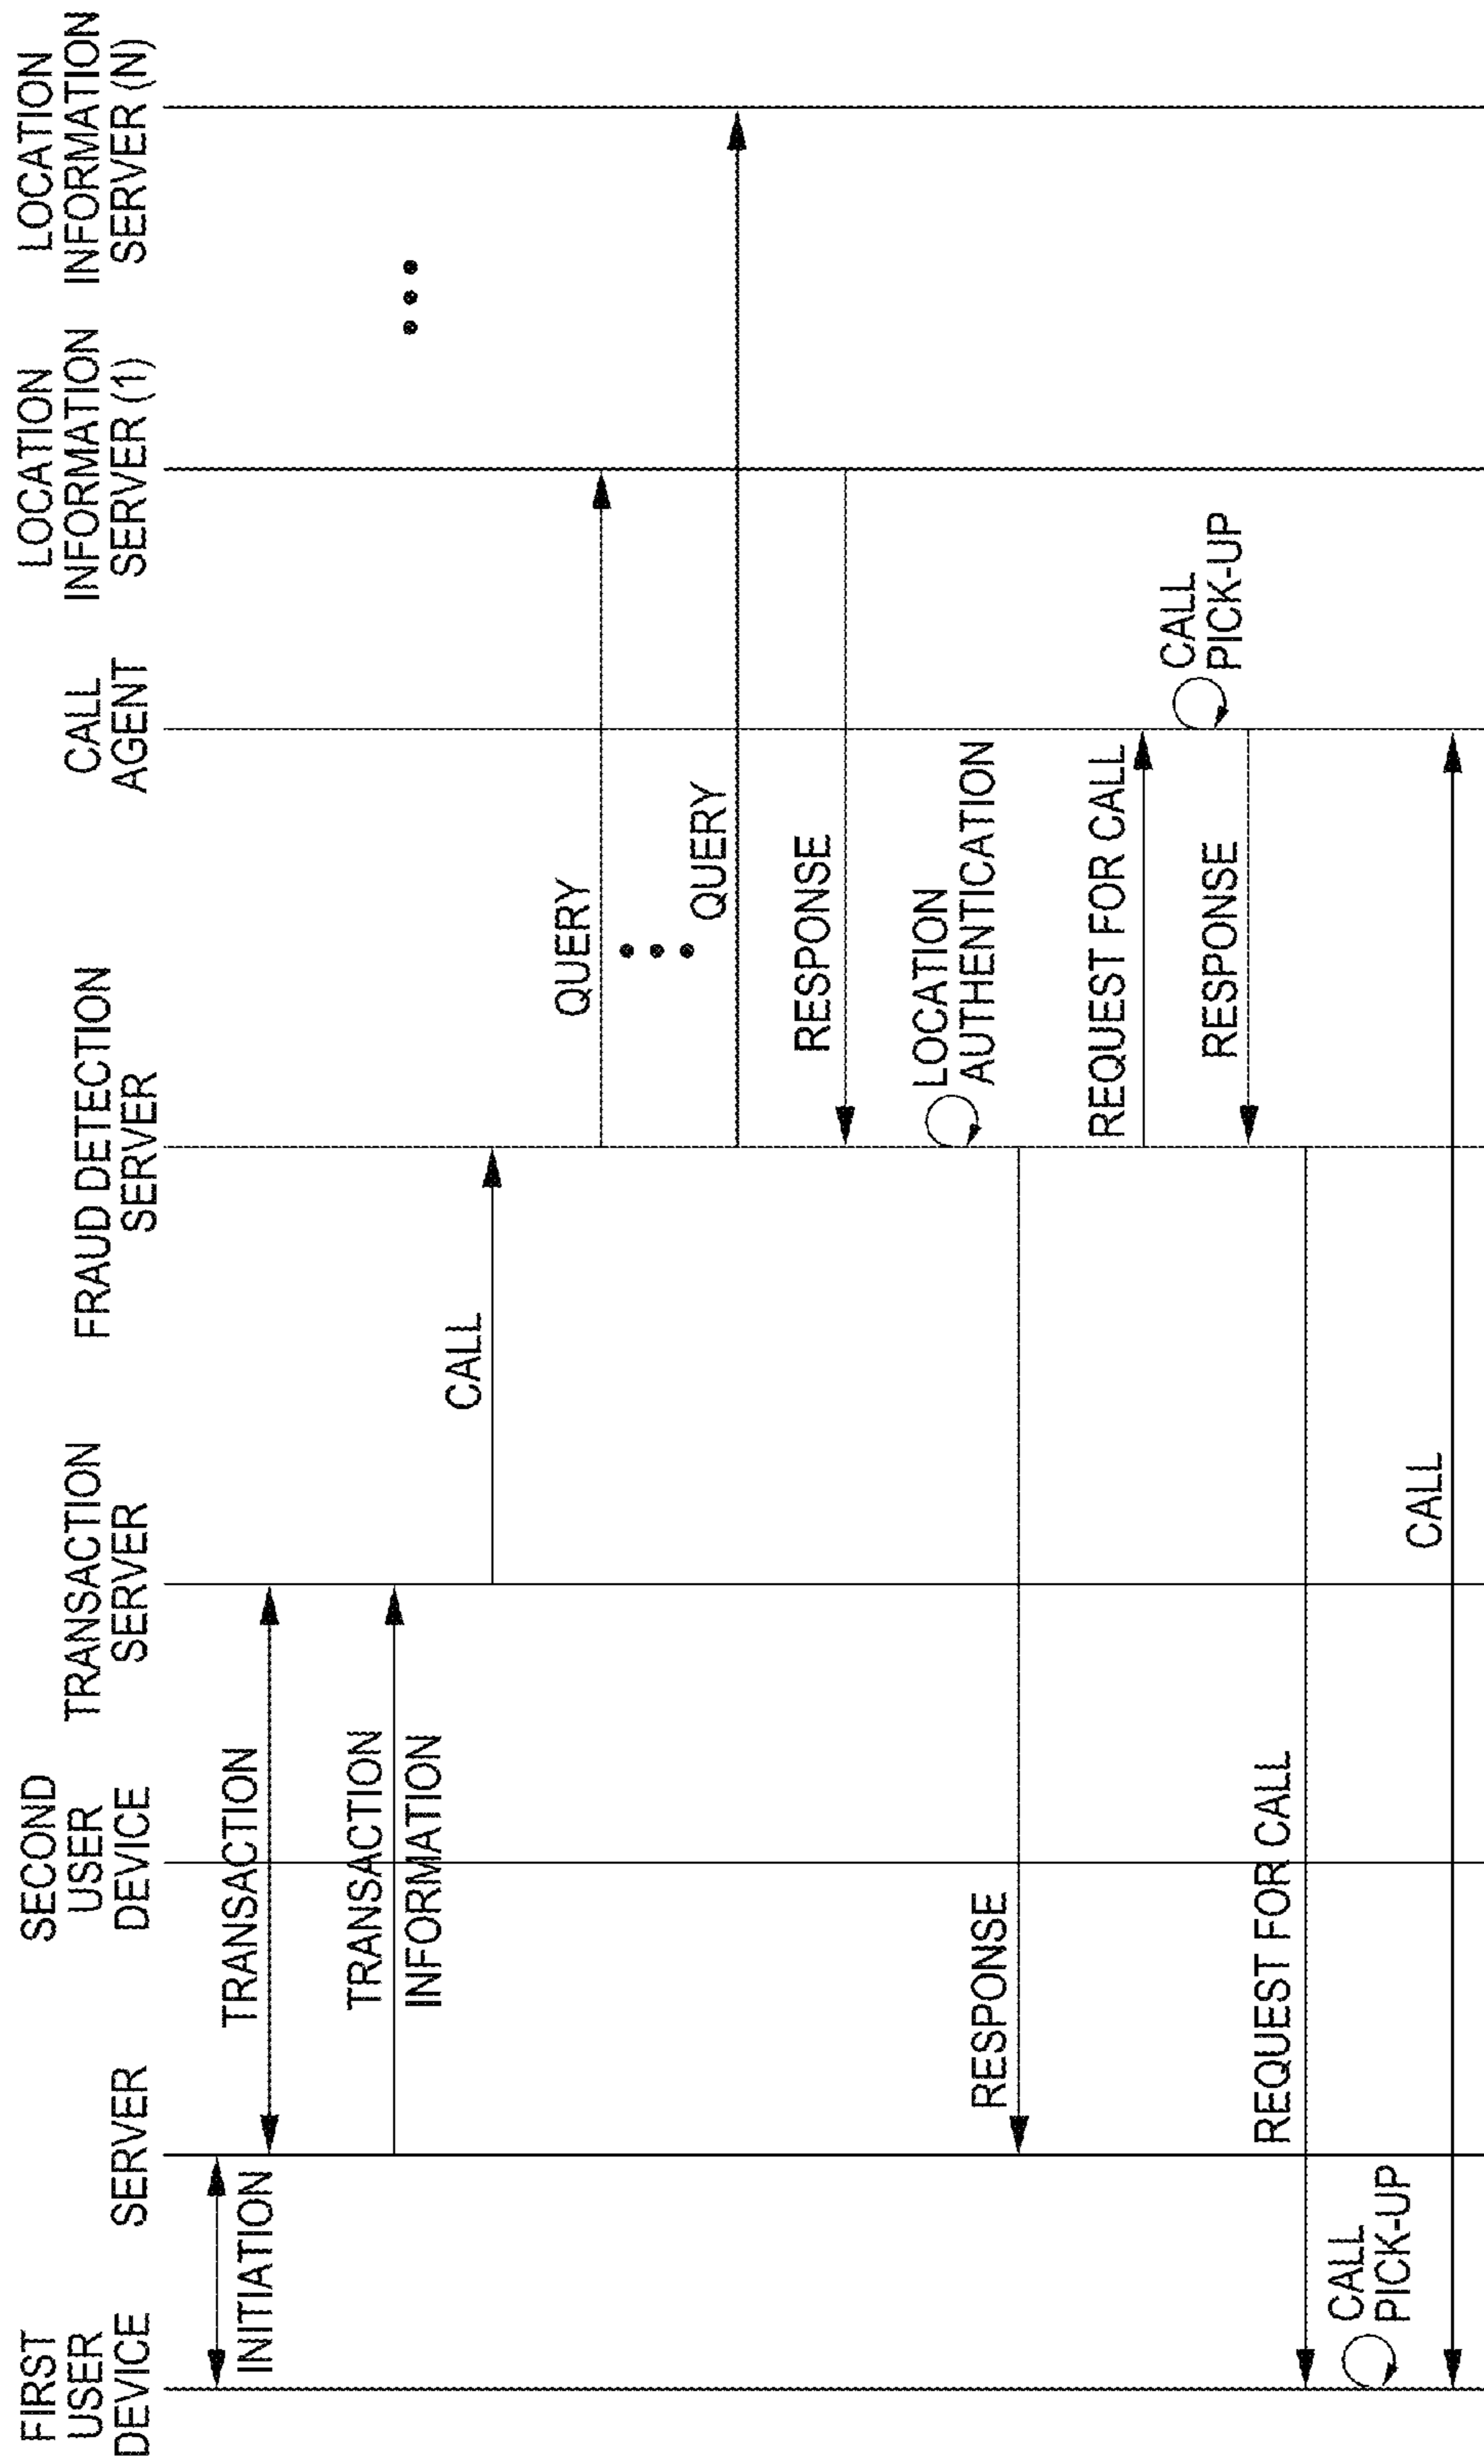 FIRST
USER
DEVICE
SERVER
SECOND
USER
DEVICE
TRANSACTION
SERVER
FRAUD DETECTION
SERVER
CALL
AGENT
LOCATION
INFORMATION
SERVER (1)
LOCATION
INFORMATION
SERVER (N)
INITIATION
TRANSACTION
TRANSACTION
INFORMATION
CALL
QUERY
QUERY
RESPONSE
LOCATION
AUTHENTICATION
RESPONSE
REQUEST FOR CALL
CALL
PICK-UP
RESPONSE
REQUEST FOR CALL
CALL
PICK-UP
CALL